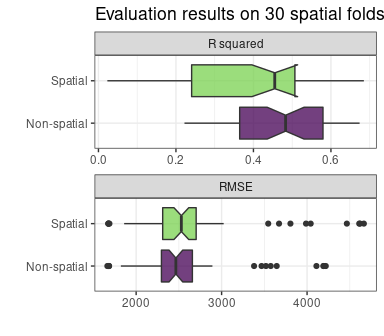 Evaluation results on 30 spatial folds
R squared
Spatial
Non-spatial
0.0 0.2 0.4 0.6
RMSE
Spatial
Non-spatial
2000 3000 4000